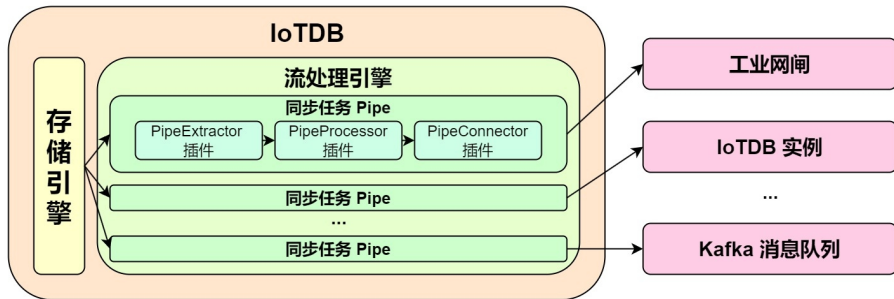 IoTDB
存储引擎
流处理引擎
同步任务 Pipe
PipeExtractor
插件
PipeProcessor
插件
PipeConnector
插件
同步任务 Pipe
...
同步任务 Pipe
工业网闸
IoTDB 实例
...
Kafka 消息队列